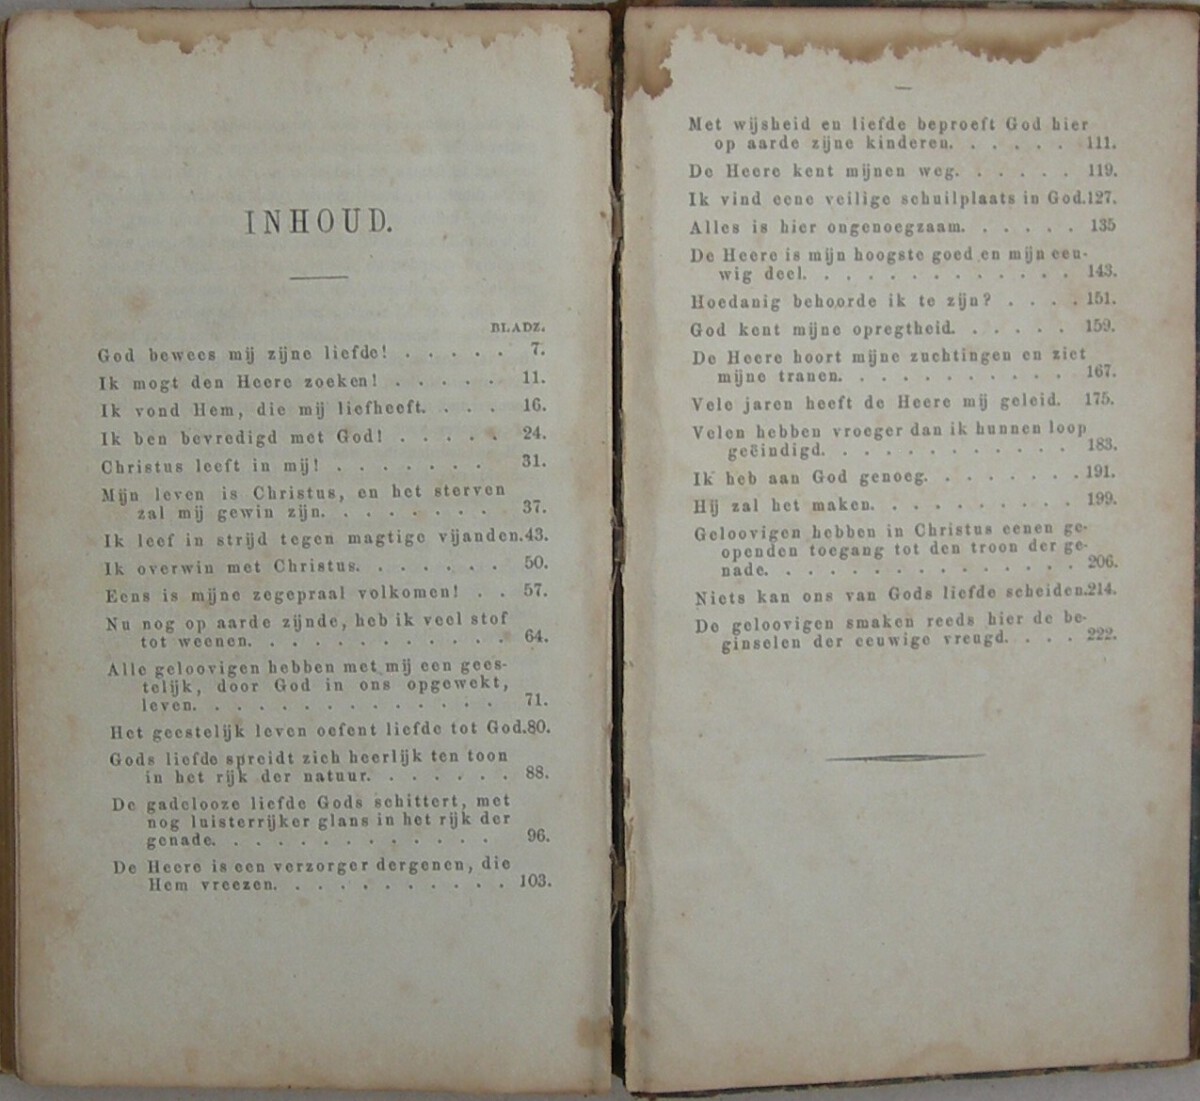 INHOUD.
BLADZ.
God bewees mij zijne liefde! . . . . . 7.
Ik mogt den Heere zoeken! . . . . . 11.
Ik vond Hem, die mij liefheeft. . . . 16.
Ik ben bevredigd met God! . . . . . 24.
Christus leeft in mij! . . . . . . . 31.
Mijn leven is Christus, en het sterven
zal mij gewin zijn. . . . . . . . 37.
Ik leef in strijd tegen magtige vijanden.43.
Ik overwin met Christus. . . . . . . 50.
Eens is mijne zegepraal volkomen! . . 57.
Nu nog op aarde zijnde, heb ik veel stof
tot weenen. . . . . . . . . . . . 64.
Alle geloovigen hebben met mij een gees-
telijk, door God in ons opgewekt,
leven. . . . . . . . . . . . . . 71.
Het geestelijk leven oefent liefde tot God.80.
Gods liefde spreidt zich heerlijk ten toon
in het rijk der natuur. . . . . . . 88.
De gadelooze liefde Gods schittert, met
nog luisterrijker glans in het rijk der
genade. . . . . . . . . . . . . 96.
De Heere is een verzorger dergenen, die
Hem vreezen. . . . . . . . . . . 103.
Met wijsheid en liefde beproeft God hier
op aarde zijne kinderen. . . . . . 111.
De Heere kent mijnen weg. . . . . . 119.
Ik vind eene veilige schuilplaats in God.127.
Alles is hier ongenoegzaam. . . . . . 135
De Heere is mijn hoogste goed en mijn eeu-
wig deel. . . . . . . . . . . . . 143.
Hoedanig behoorde ik te zijn? . . . . 151.
God kent mijne opregtheid. . . . . . 159.
De Heere hoort mijne zuchtingen en ziet
mijne tranen. . . . . . . . . . . 167.
Vele jaren heeft de Heere mij geleid. 175.
Velen hebben vroeger dan ik hunnen loop
geëindigd. . . . . . . . . . . . 183.
Ik heb aan God genoeg. . . . . . . . 191.
Hij zal het maken. . . . . . . . . . 199.
Geloovigen hebben in Christus eenen ge-
openden toegang tot den troon der ge-
nade. . . . . . . . . . . . . . . 206.
Niets kan ons van Gods liefde scheiden.214.
De geloovigen smaken reeds hier de be-
ginselen der eeuwige vreugd. . . . . 222.